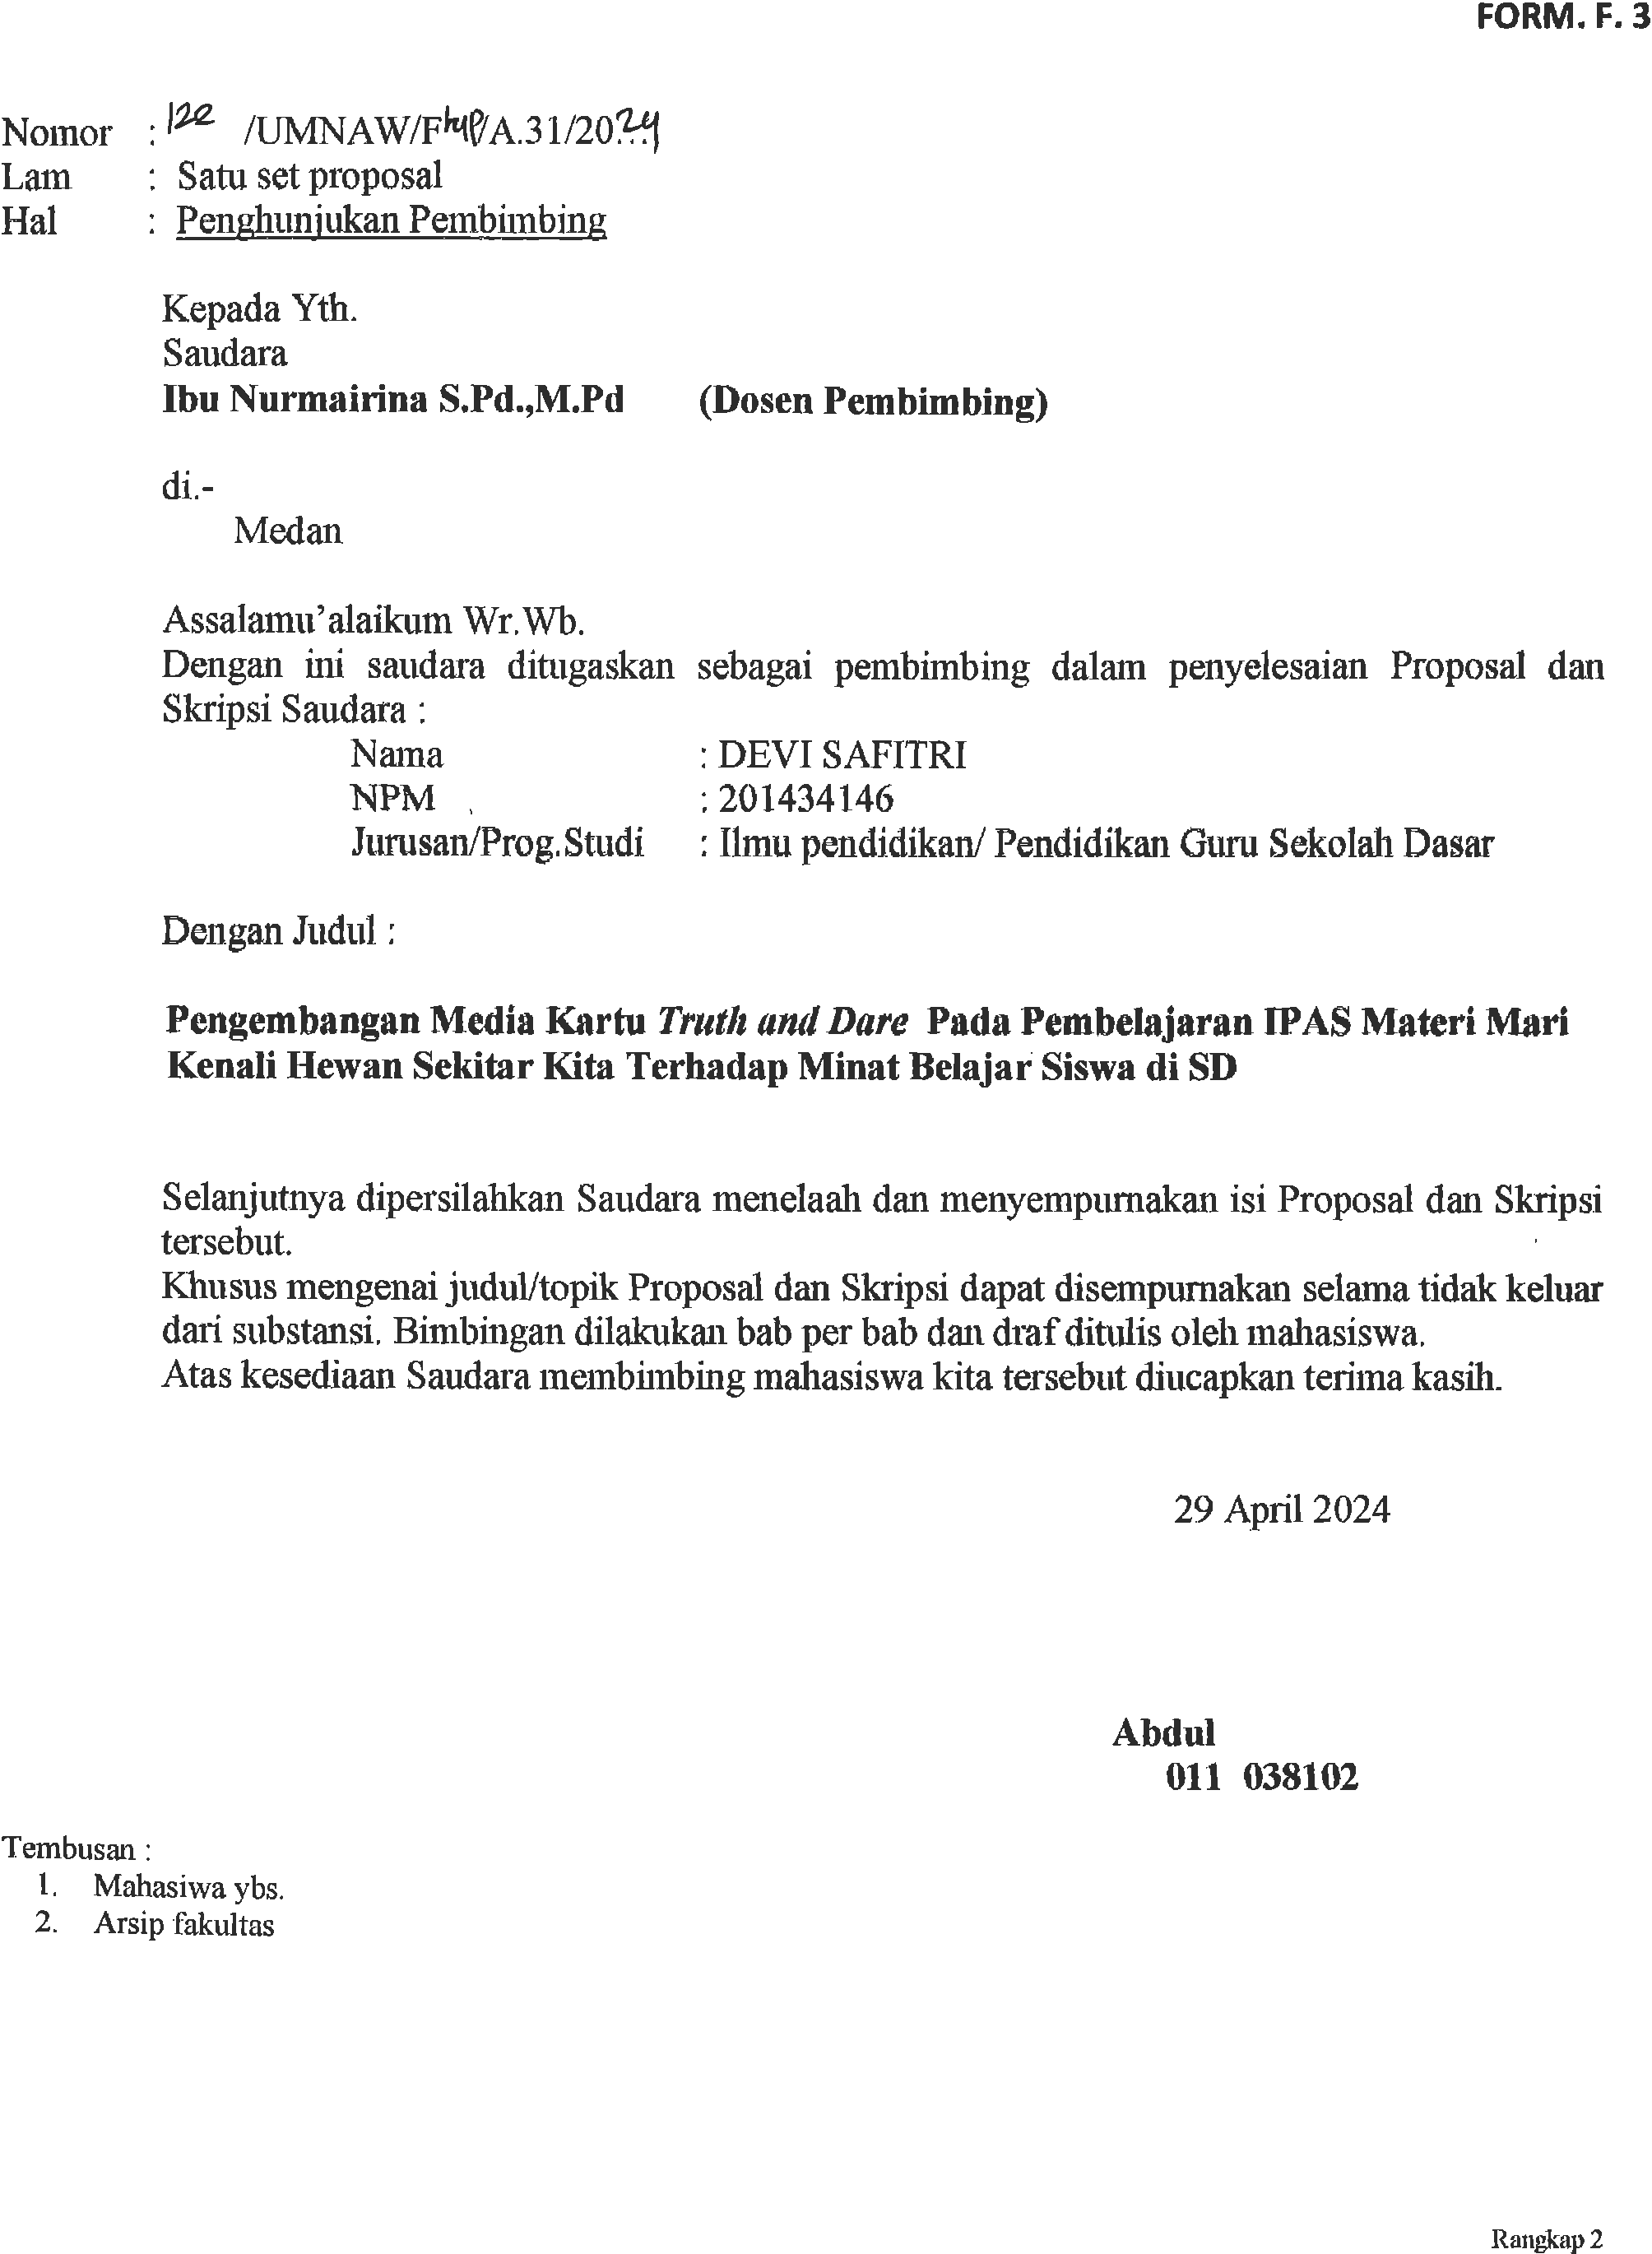 FORM. F. 3
Nomor : 122 /UMNAW/Fkip/A.31/20..24
Lam : Satu set proposal
Hal : Penghunjukan Pembimbing
Kepada Yth.
Saudara
Ibu Nurmairina S.Pd.,M.Pd (Dosen Pembimbing)
di.-
Medan
Assalamu'alaikum Wr.Wb.
Dengan ini saudara ditugaskan sebagai pembimbing dalam penyelesaian Proposal dan
Skripsi Saudara :
Nama : DEVI SAFITRI
NPM : 201434146
Jurusan/Prog.Studi : Ilmu pendidikan/ Pendidikan Guru Sekolah Dasar
Dengan Judul :
Pengembangan Media Kartu Truth and Dare Pada Pembelajaran IPAS Materi Mari
Kenali Hewan Sekitar Kita Terhadap Minat Belajar Siswa di SD
Selanjutnya dipersilahkan Saudara menelaah dan menyempurnakan isi Proposal dan Skripsi
tersebut.
Khusus mengenai judul/topik Proposal dan Skripsi dapat disempurnakan selama tidak keluar
dari substansi. Bimbingan dilakukan bab per bab dan draf ditulis oleh mahasiswa.
Atas kesediaan Saudara membimbing mahasiswa kita tersebut diucapkan terima kasih.
29 April 2024
Abdul
011 038102
Tembusan :
1. Mahasiwa ybs.
2. Arsip fakultas
Rangkap 2